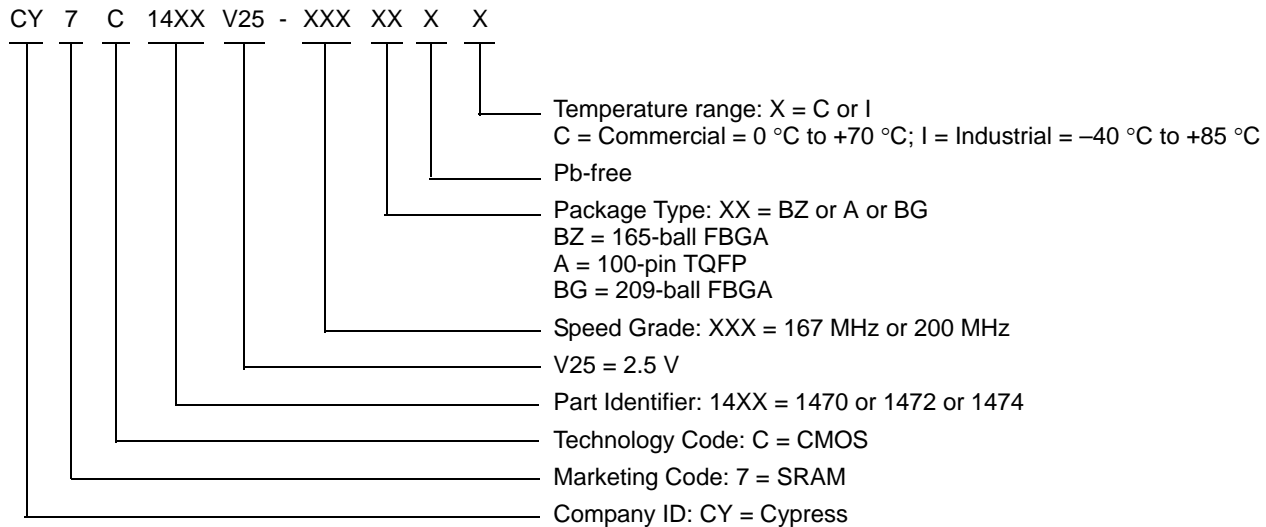 CY 7 C 14XX V25 - XXX XX X X
Temperature range: X = C or I
C = Commercial = 0 °C to +70 °C; I = Industrial = –40 °C to +85 °C
Pb-free
Package Type: XX = BZ or A or BG
BZ = 165-ball FBGA
A = 100-pin TQFP
BG = 209-ball FBGA
Speed Grade: XXX = 167 MHz or 200 MHz
V25 = 2.5 V
Part Identifier: 14XX = 1470 or 1472 or 1474
Technology Code: C = CMOS
Marketing Code: 7 = SRAM
Company ID: CY = Cypress